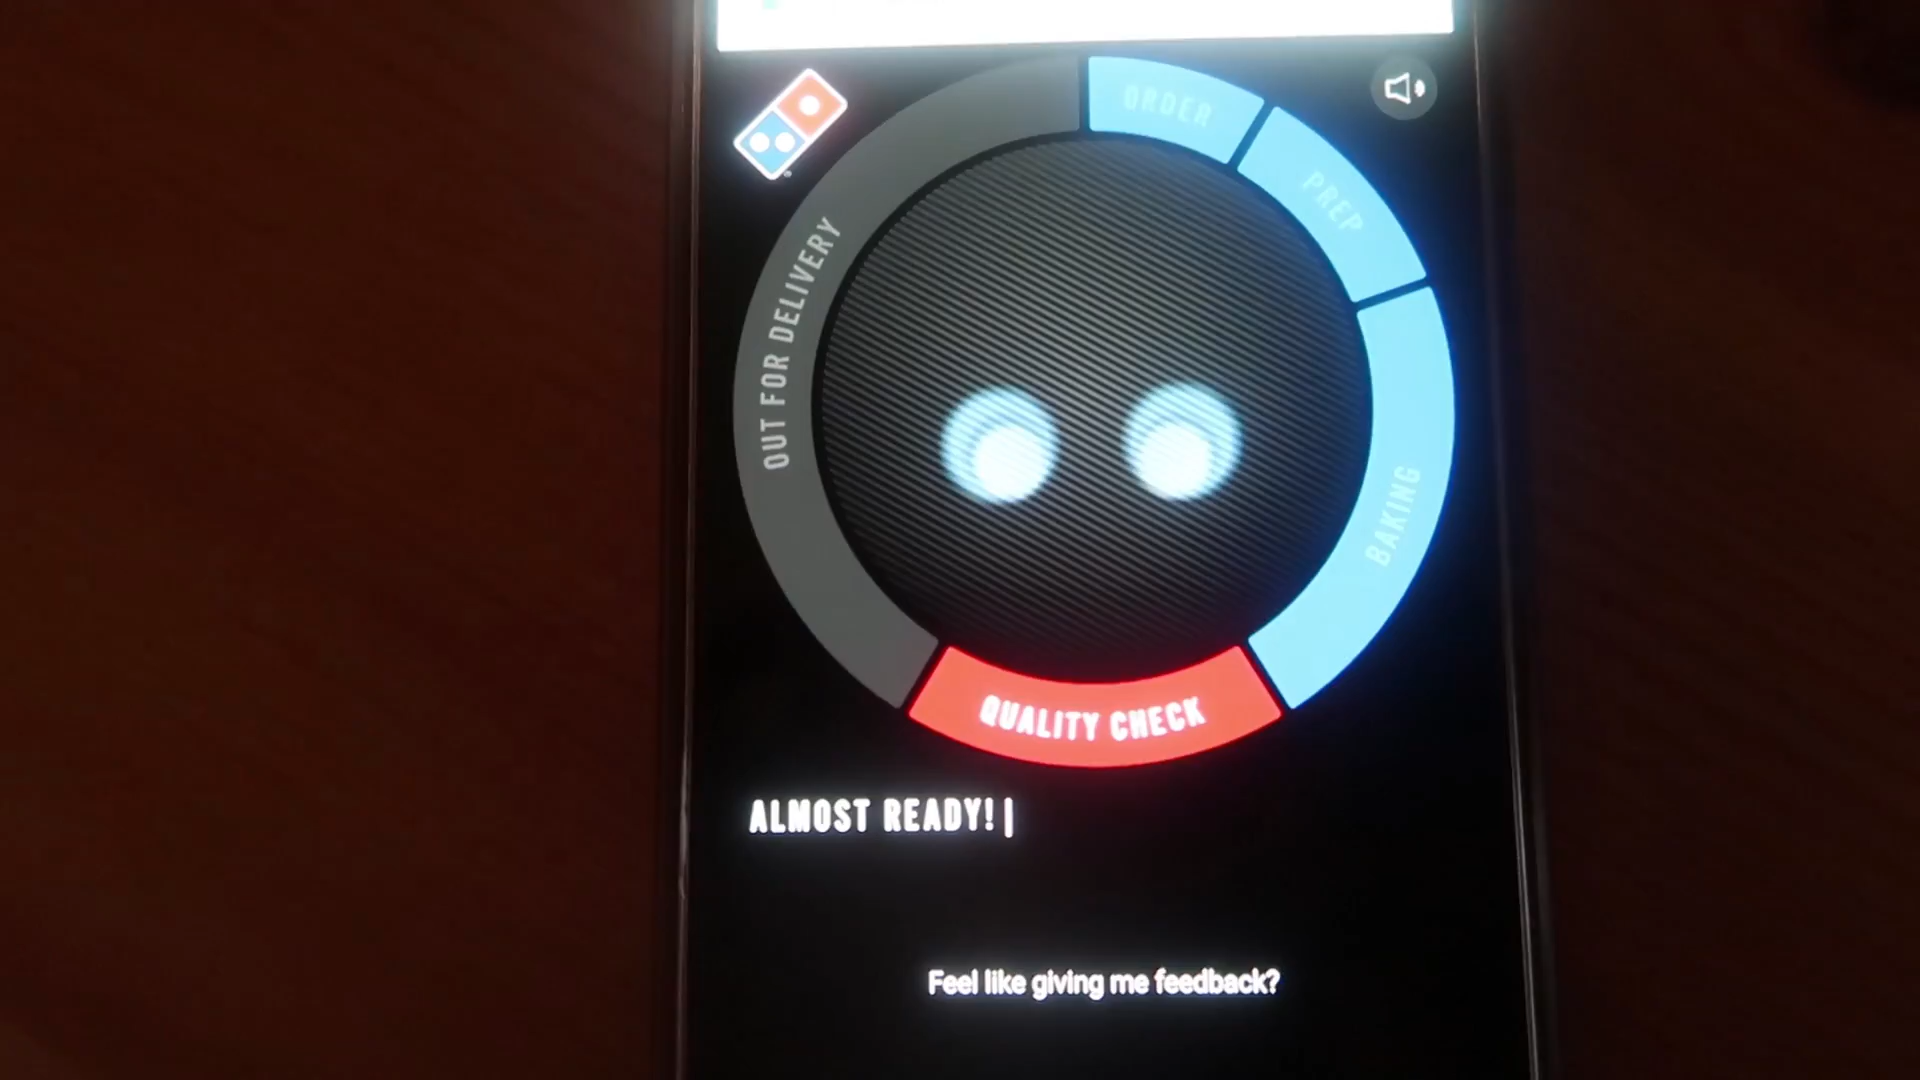 ORDER
PREP
BAKING
QUALITY CHECK
OUT FOR DELIVERY
ALMOST READY!
Feel like giving me feedback?